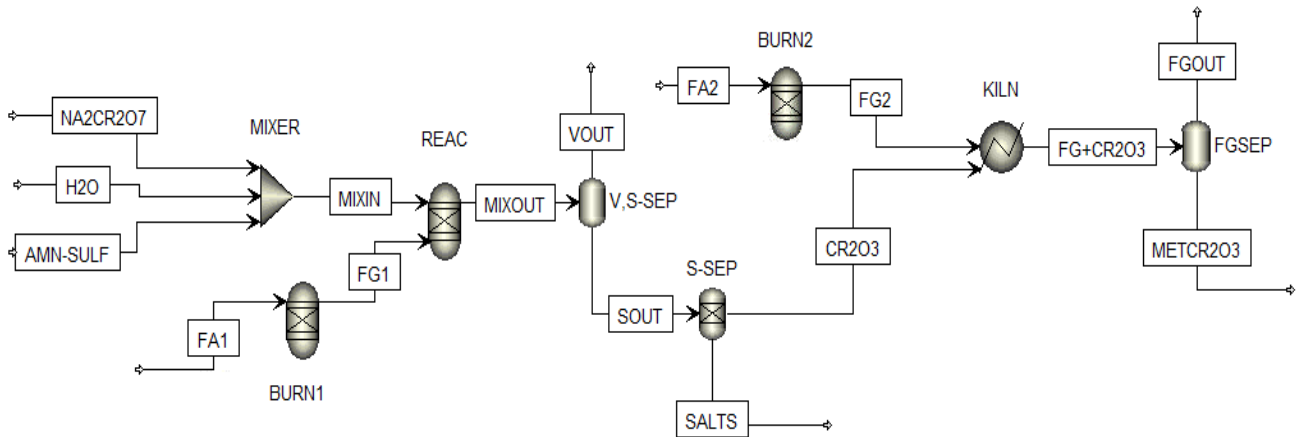 NA2CR2O7
H2O
AMN-SULF
MIXER
MIXIN
FA1
BURN1
FG1
REAC
MIXOUT
VOUT
V,S-SEP
SOUT
S-SEP
SALTS
CR2O3
FA2
BURN2
FG2
KILN
FG+CR2O3
FGOUT
FGSEP
METCR2O3